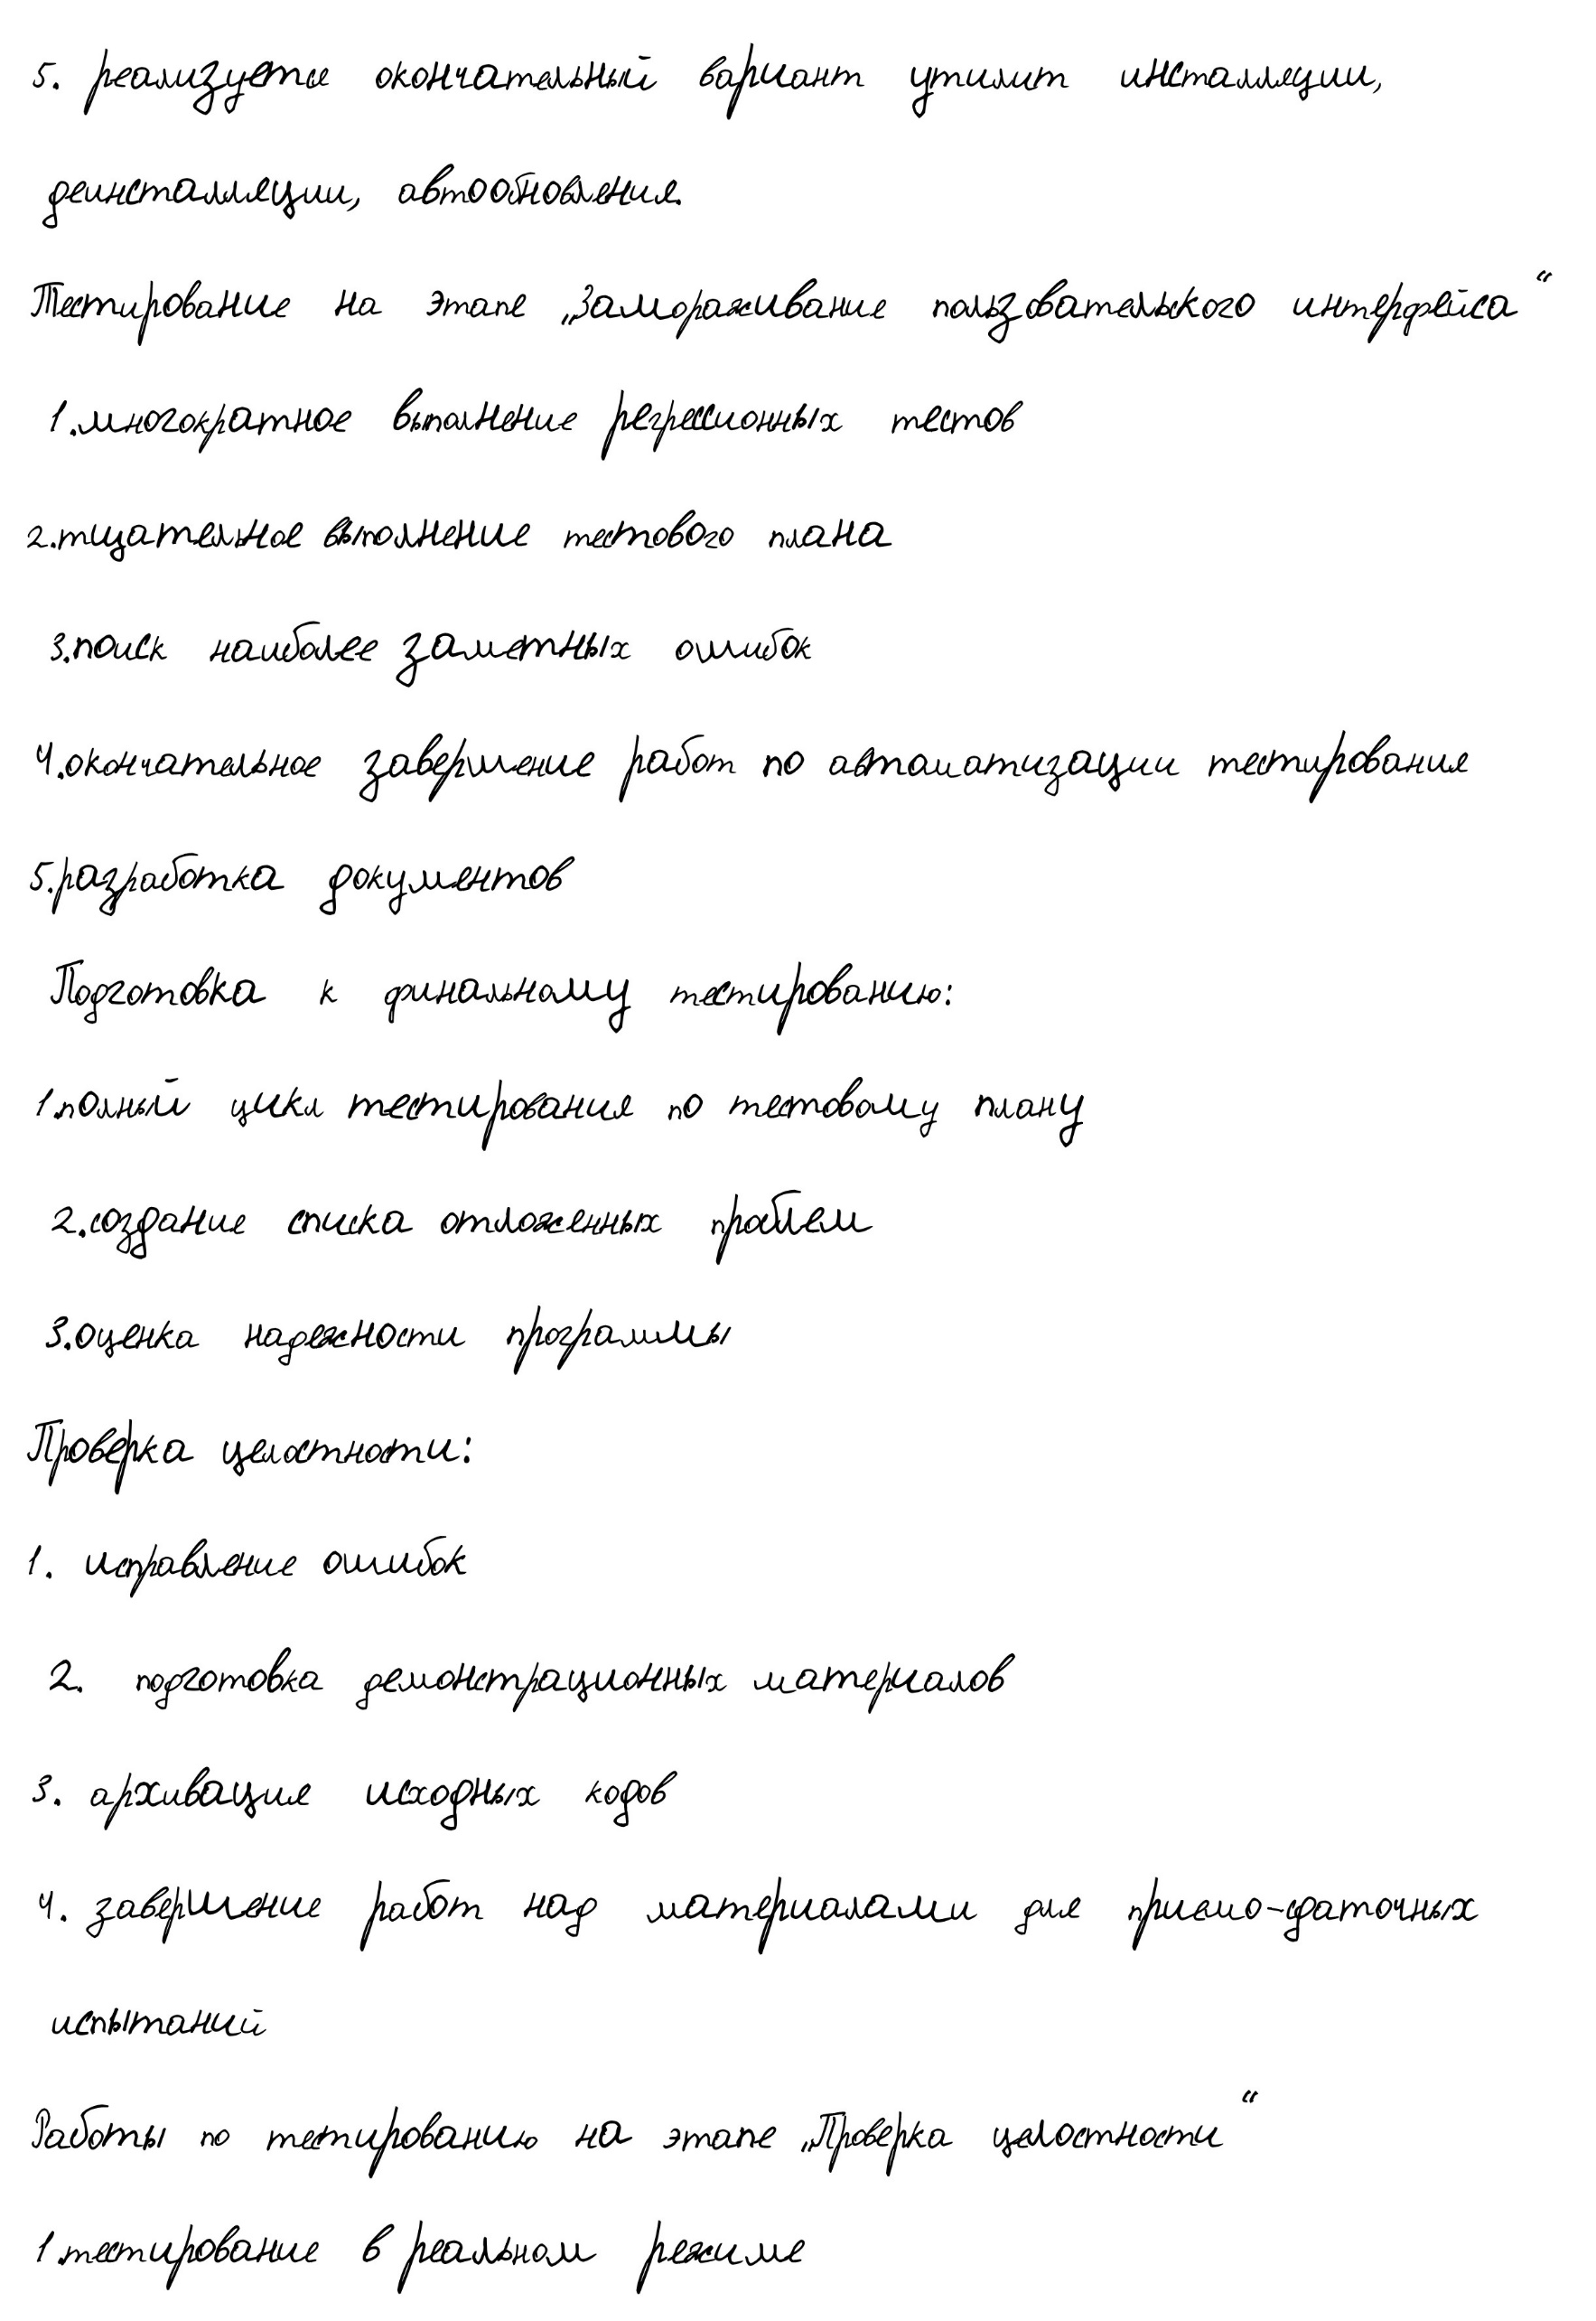 5. реализуется окончательный вариант утилит инсталляции,
деинсталляции, автообновления.
Тестирование на этапе „Замораживание пользовательского интерфейса“
1.многократное выполнение регрессионных тестов
2.тщательное выполнение тестового плана
3.поиск наиболее заметных ошибок
4.окончательное завершение работ по автоматизации тестирования
5.разработка документов
Подготовка к финальному тестированию:
1.полный цикл тестирования по тестовому плану
2.создание списка отложенных проблем
3.оценка надежности программы
Проверка целостности:
1. исправление ошибок
2. подготовка демонстрационных материалов
3. архивация исходных кодов
4. завершение работ над материалами для приемо-сдаточных
испытаний
Работы по тестированию на этапе „Проверка целостности“
1.тестирование в реальном режиме